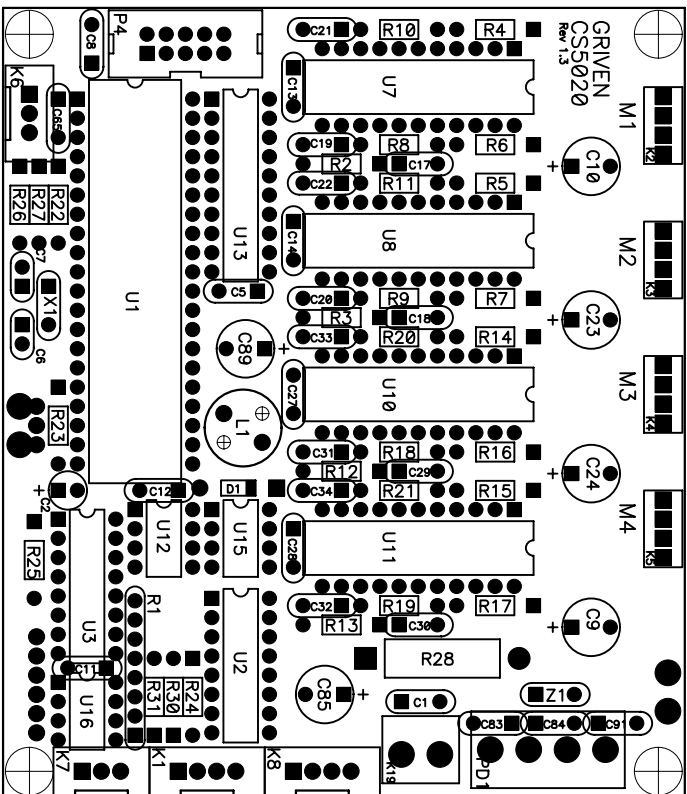 P4
C8
C21
R10
R4
GRIVEN
CS5020
Rev 1.3
K6
C65
U1
C13
U7
M1
K2
C19
R8
R6
R2
C17
C10
C22
R11
R5
R26
R27
R22
U13
C14
U8
M2
K3
C7
X1
C5
C20
R9
R7
R3
C18
C23
C6
C89
C33
R20
R14
C27
U10
M3
K4
R23
L1
C31
R18
R16
R12
C29
C24
C2
C12
D1
C34
R21
R15
M4
K5
R25
U12
U15
C28
U11
U3
R1
U2
C32
R19
R17
R13
C30
C9
C11
U16
R31
R30
R24
C85
R28
C1
Z1
C83
C84
C91
K7
K1
K8
K19
PD1